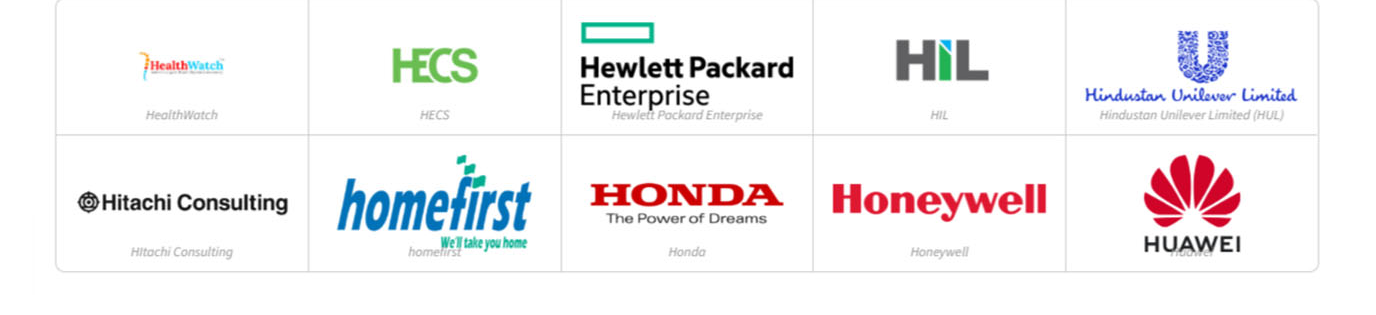 HealthWatch
HealthWatch
HECS
HECS
Hewlett Packard
Enterprise
Hewlett Packard Enterprise
HIL
HIL
Hindustan Unilever Limited
Hindustan Unilever Limited (HUL)
Hitachi Consulting
HItachi Consulting
homefirst
We'll take you home
homefirst
HONDA
The Power of Dreams
Honda
Honeywell
Honeywell
HUAWEI
Huawei